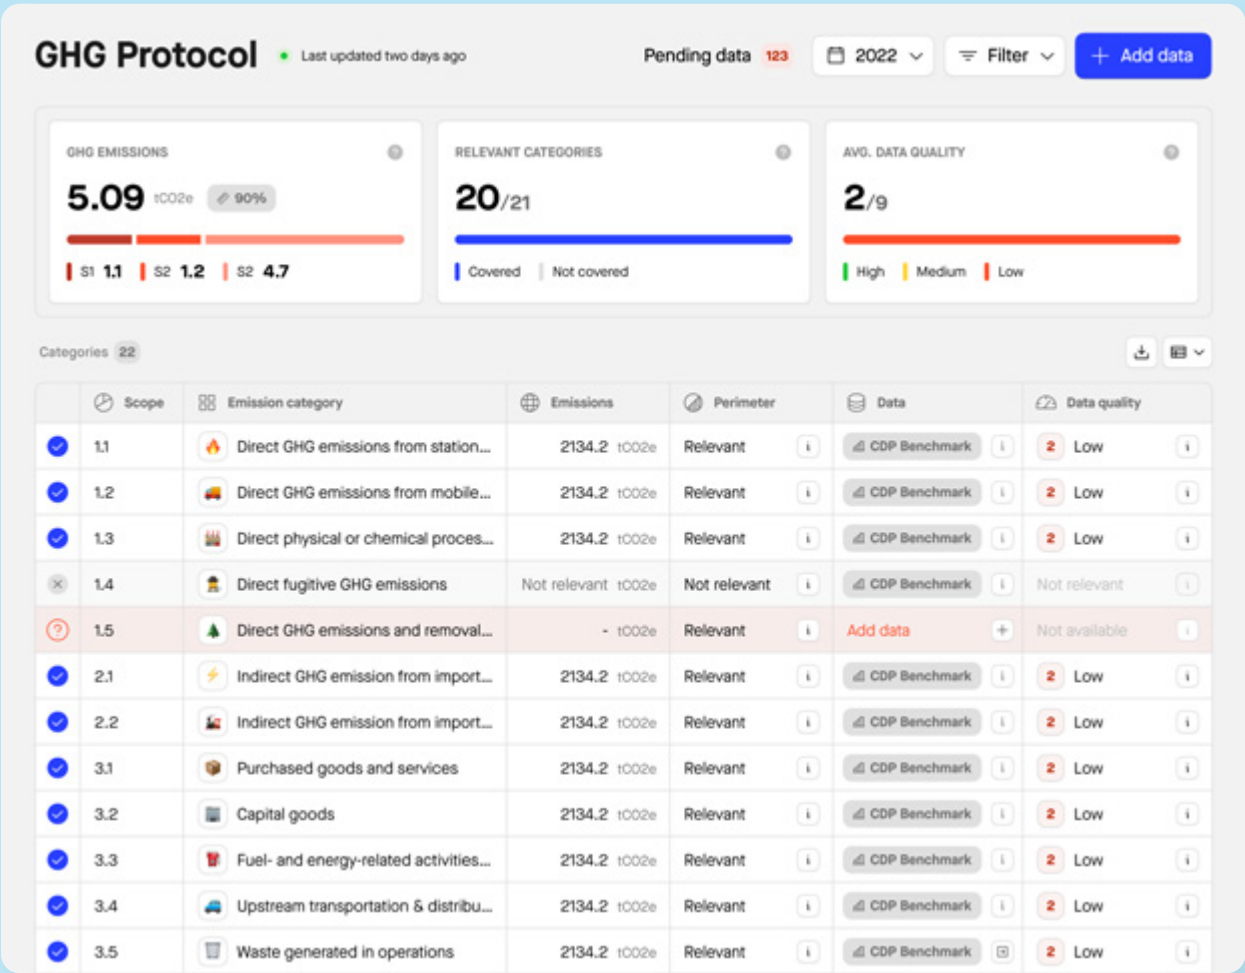 GHG Protocol Last updated two days ago Pending data 123 2022 Filter + Add data
GHG EMISSIONS ? RELEVANT CATEGORIES ? AVG. DATA QUALITY ?
5.09 tCO2e 90% 20/21 2/9
S1 1.1 S2 1.2 S2 4.7 Covered Not covered High Medium Low
Categories 22
Scope Emission category Emissions Perimeter Data Data quality
1.1 Direct GHG emissions from station... 2134.2 tCO2e Relevant i CDP Benchmark i 2 Low i
1.2 Direct GHG emissions from mobile... 2134.2 tCO2e Relevant i CDP Benchmark i 2 Low i
1.3 Direct physical or chemical proces... 2134.2 tCO2e Relevant i CDP Benchmark i 2 Low i
1.4 Direct fugitive GHG emissions Not relevant tCO2e Not relevant i CDP Benchmark i Not relevant i
? 1.5 Direct GHG emissions and removal... - tCO2e Relevant i Add data + Not available i
2.1 Indirect GHG emission from import... 2134.2 tCO2e Relevant i CDP Benchmark i 2 Low i
2.2 Indirect GHG emission from import... 2134.2 tCO2e Relevant i CDP Benchmark i 2 Low i
3.1 Purchased goods and services 2134.2 tCO2e Relevant i CDP Benchmark i 2 Low i
3.2 Capital goods 2134.2 tCO2e Relevant i CDP Benchmark i 2 Low i
3.3 Fuel- and energy-related activities... 2134.2 tCO2e Relevant i CDP Benchmark i 2 Low i
3.4 Upstream transportation & distribu... 2134.2 tCO2e Relevant i CDP Benchmark i 2 Low i
3.5 Waste generated in operations 2134.2 tCO2e Relevant i CDP Benchmark 2 Low i